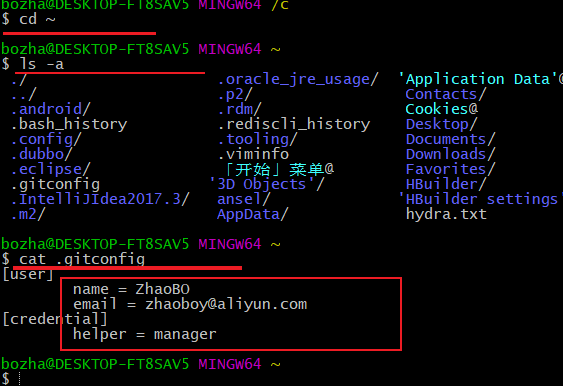 bozha@DESKTOP-FT8SAV5 MINGW64 /c
$ cd ~
bozha@DESKTOP-FT8SAV5 MINGW64 ~
$ ls -a
./ .oracle_jre_usage/ 'Application Data'@
../ .p2/ Contacts/
.android/ .rdm/ Cookies@
.bash_history .rediscli_history Desktop/
.config/ .tooling/ Documents/
.dubbo/ .viminfo Downloads/
.eclipse/ 「开始」菜单@ Favorites/
.gitconfig '3D Objects'/ HBuilder/
.IntelliJIdea2017.3/ ansel/ 'HBuilder settings'
.m2/ AppData/ hydra.txt
bozha@DESKTOP-FT8SAV5 MINGW64 ~
$ cat .gitconfig
[user]
name = ZhaoBO
email = zhaoboy@aliyun.com
[credential]
helper = manager
bozha@DESKTOP-FT8SAV5 MINGW64 ~
$